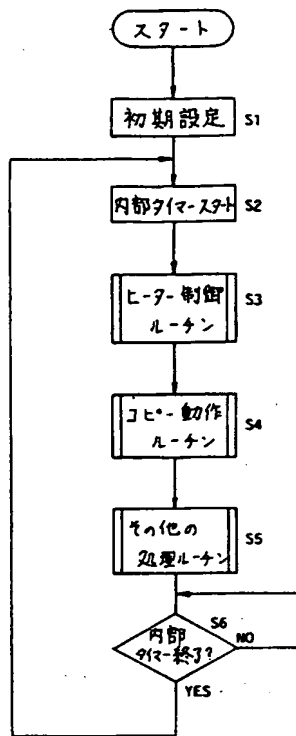 スタート
初期設定 S1
内部タイマースタート S2
ヒーター制御 S3
ルーチン
コピー動作 S4
ルーチン
その他の S5
処理ルーチン
S6
内部
タイマー終了?
NO
YES